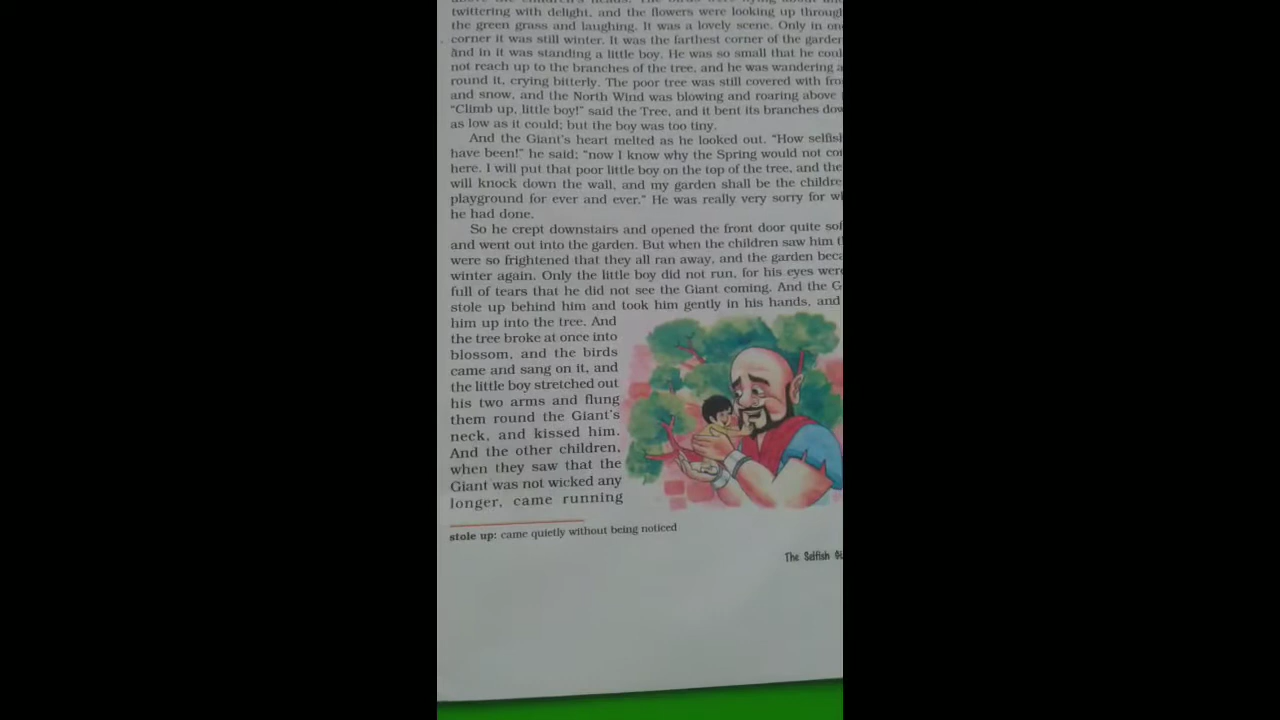 twittering with delight, and the flowers were looking up through
the green grass and laughing. It was a lovely scene. Only in one
corner it was still winter. It was the farthest corner of the garden
and in it was standing a little boy. He was so small that he coul
not reach up to the branches of the tree, and he was wandering a
round it, crying bitterly. The poor tree was still covered with fro
and snow, and the North Wind was blowing and roaring above
"Climb up, little boy!" said the Tree, and it bent its branches dow
as low as it could; but the boy was too tiny.
And the Giant's heart melted as he looked out. "How selfis
have been!" he said; "now I know why the Spring would not co
here. I will put that poor little boy on the top of the tree, and the
will knock down the wall, and my garden shall be the childre
playground for ever and ever." He was really very sorry for w
he had done.
So he crept downstairs and opened the front door quite sof
and went out into the garden. But when the children saw him t
were so frightened that they all ran away, and the garden beca
winter again. Only the little boy did not run, for his eyes were
full of tears that he did not see the Giant coming. And the G
stole up behind him and took him gently in his hands, and
him up into the tree. And
the tree broke at once into
blossom, and the birds
came and sang on it, and
the little boy stretched out
his two arms and flung
them round the Giant's
neck, and kissed him.
And the other children,
when they saw that the
Giant was not wicked any
longer, came running
stole up: came quietly without being noticed
The Selfish Gi